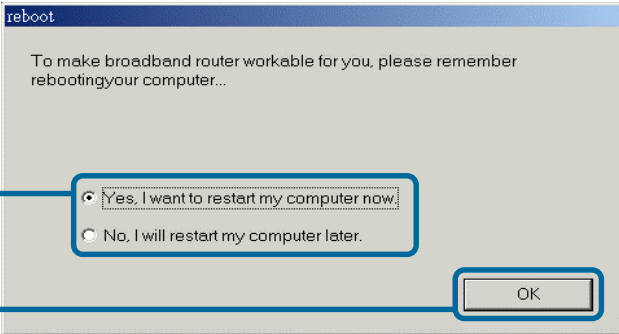 reboot
To make broadband router workable for you, please remember
rebootingyour computer...
Yes, I want to restart my computer now.
No, I will restart my computer later.
OK